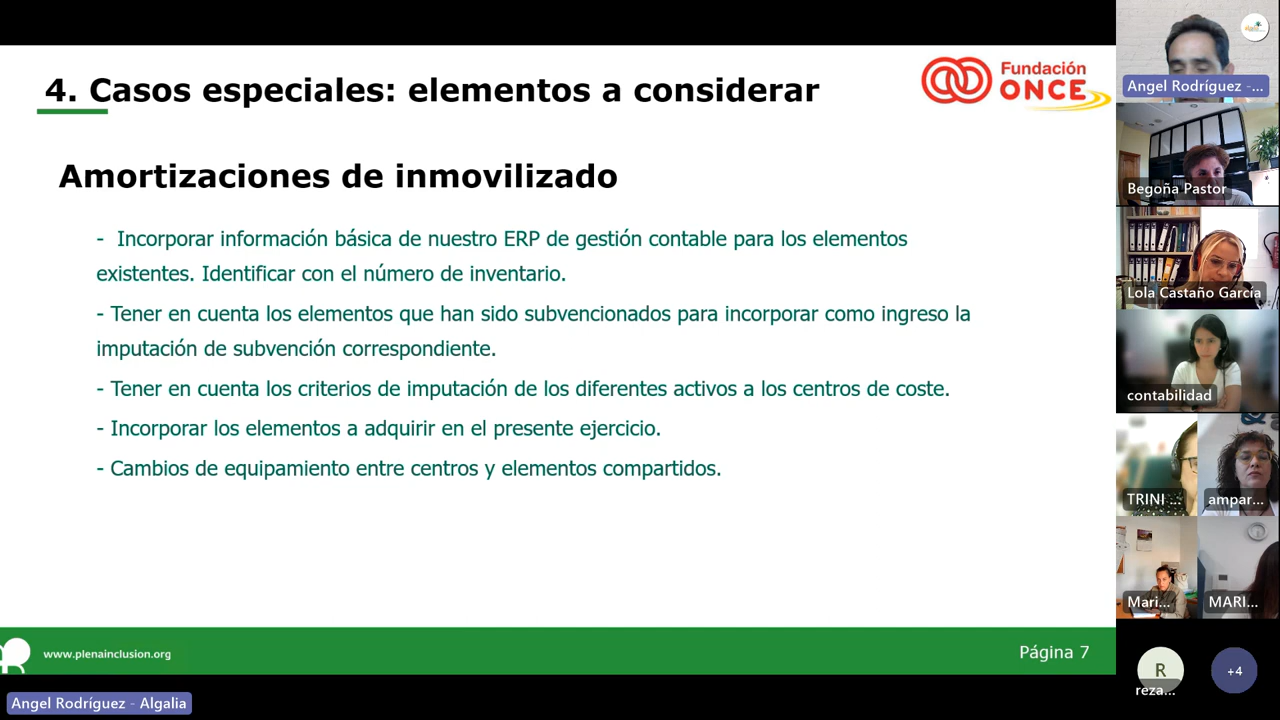 4. Casos especiales: elementos a considerar
Fundación
ONCE
Amortizaciones de inmovilizado
- Incorporar información básica de nuestro ERP de gestión contable para los elementos
existentes. Identificar con el número de inventario.
- Tener en cuenta los elementos que han sido subvencionados para incorporar como ingreso la
imputación de subvención correspondiente.
- Tener en cuenta los criterios de imputación de los diferentes activos a los centros de coste.
- Incorporar los elementos a adquirir en el presente ejercicio.
- Cambios de equipamiento entre centros y elementos compartidos.
www.plenainclusion.org
Página 7
Angel Rodríguez - Algalia
Angel Rodríguez -...
Begoña Pastor
Lola Castaño García
contabilidad
TRINI ...
ampar...
Mari...
MARI...
R
reza...
+4